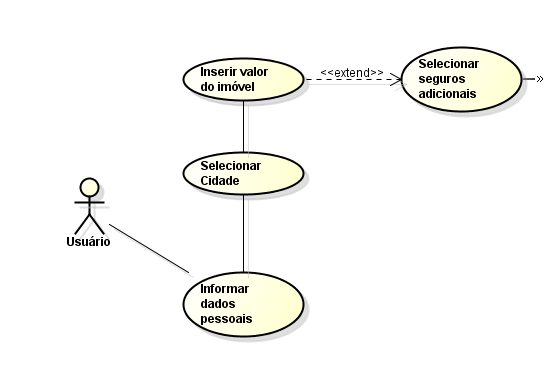 Inserir valor
do imóvel
<<extend>>
Selecionar
seguros
adicionais
Selecionar
Cidade
Usuário
Informar
dados
pessoais